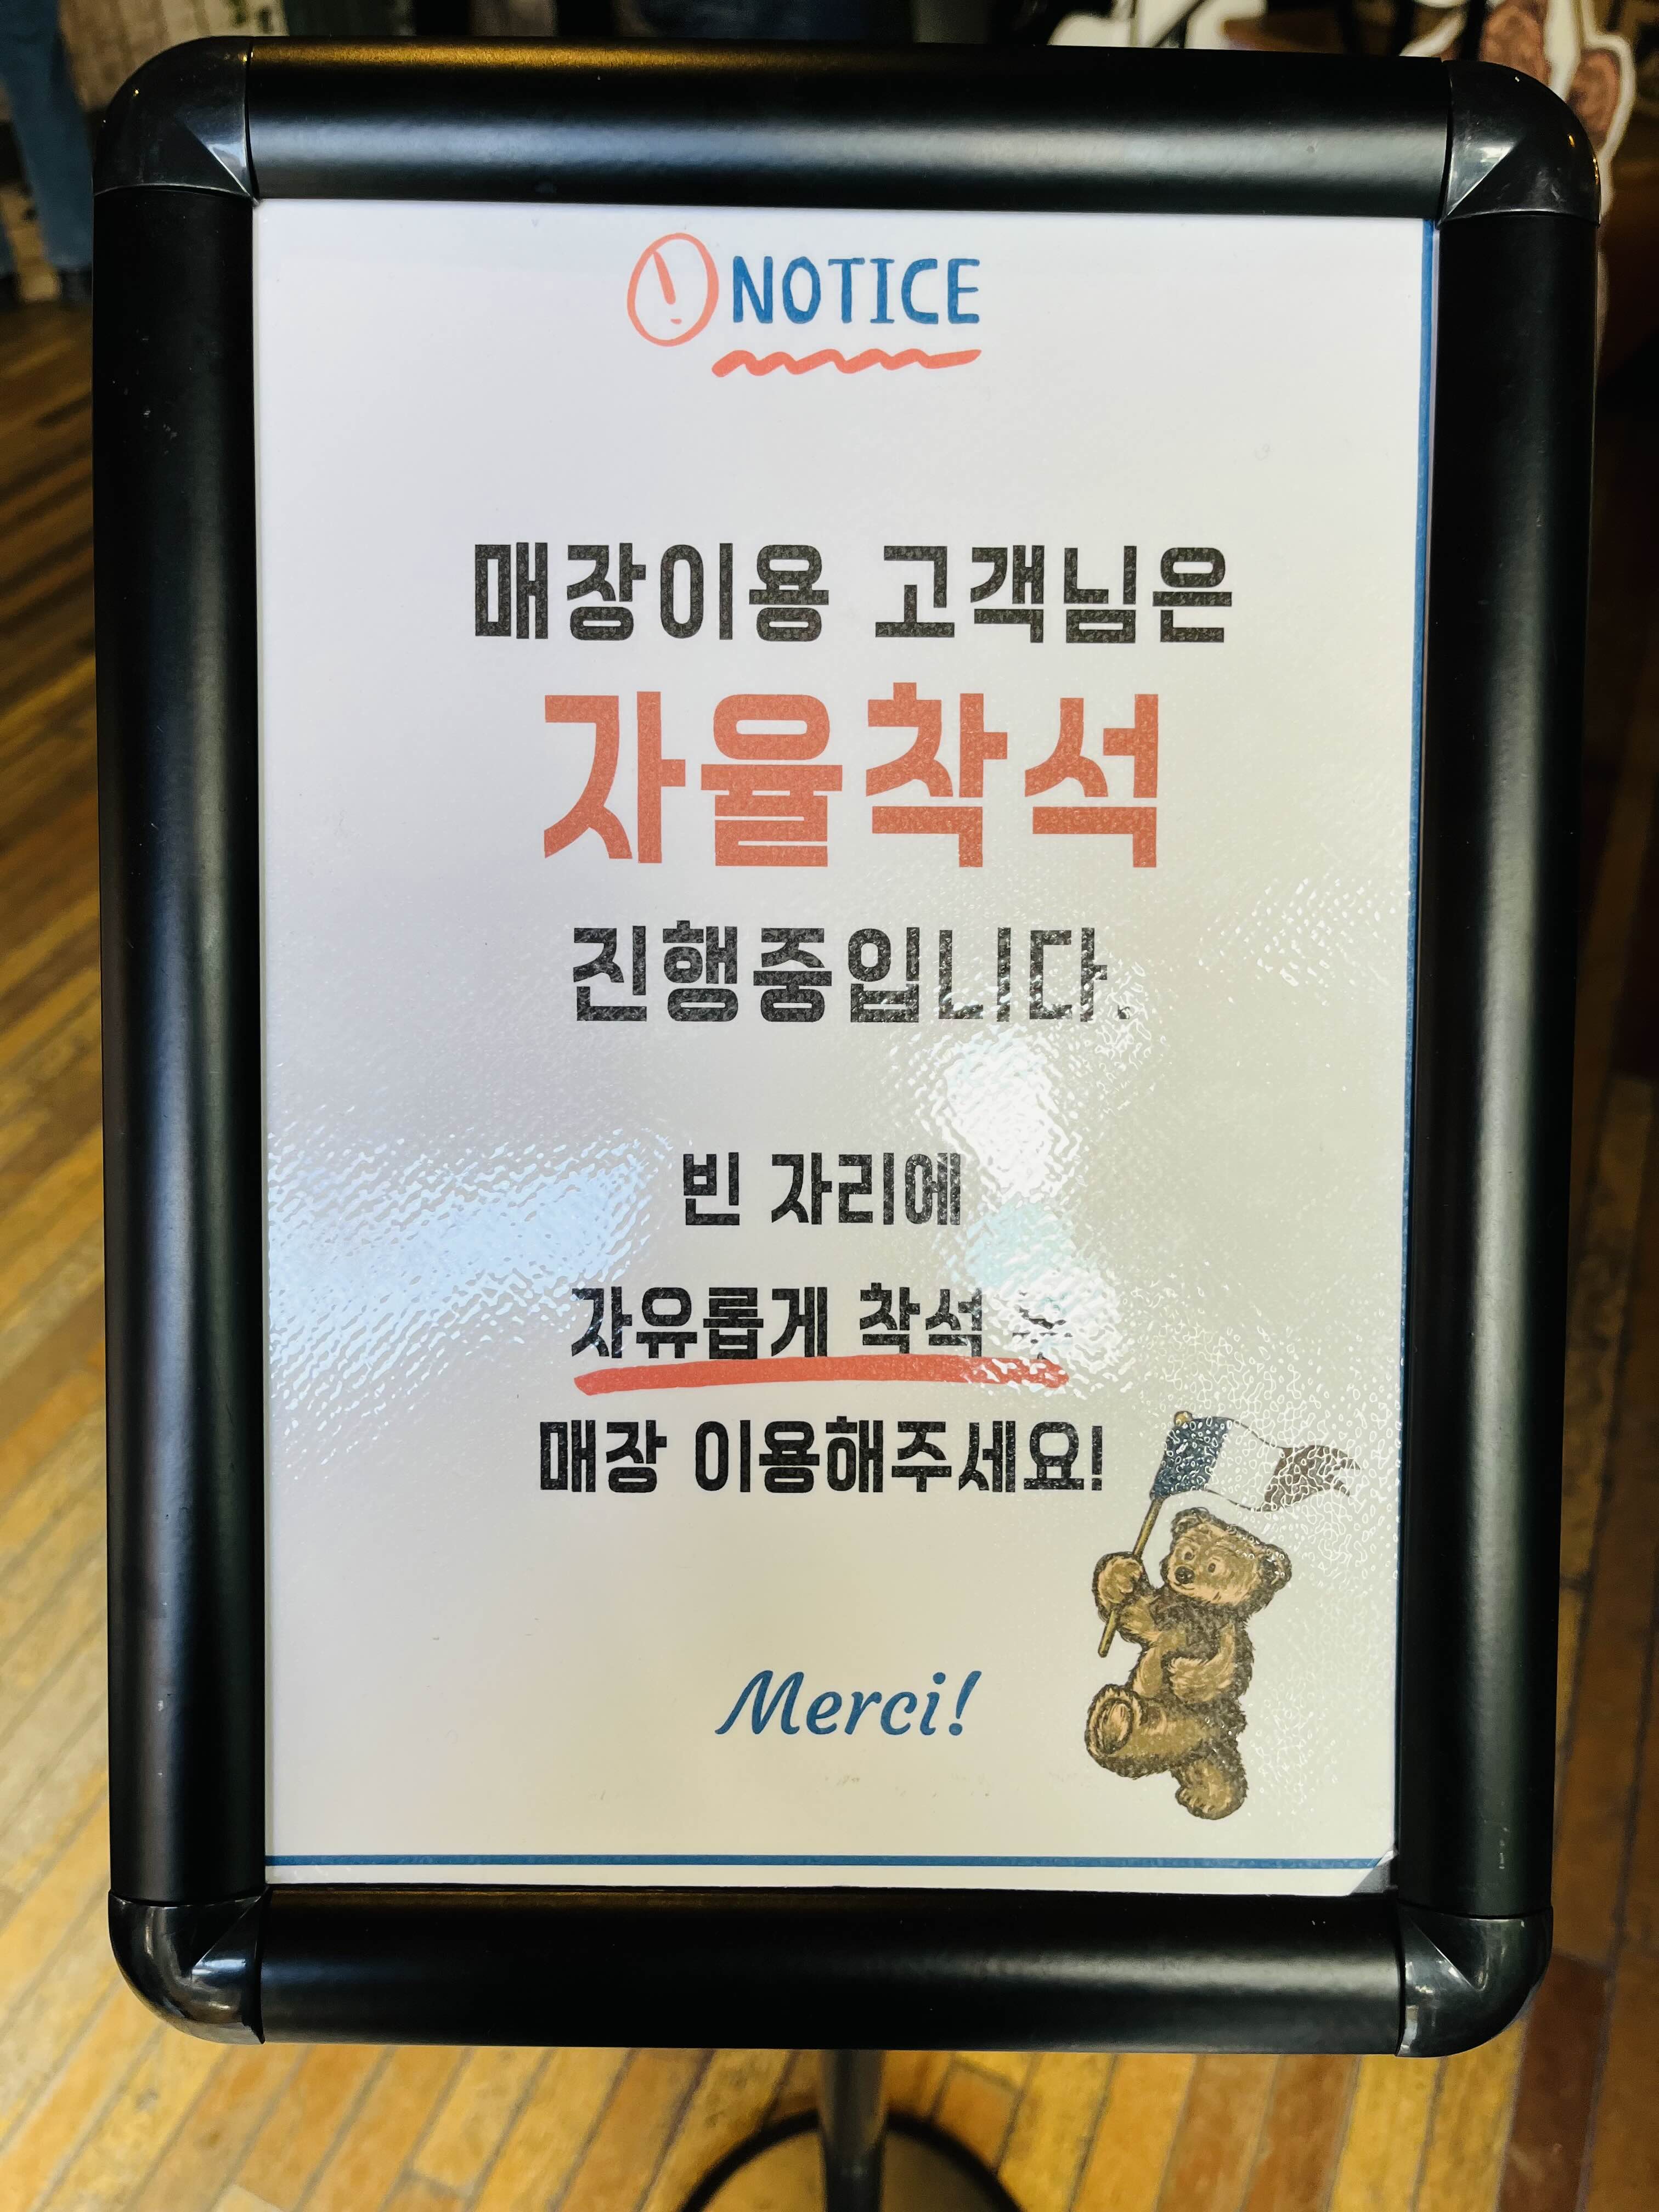 NOTICE
매장이용 고객님은
자율착석
진행중입니다.
빈 자리에
자유롭게 착석
매장 이용해주세요!
Merci!